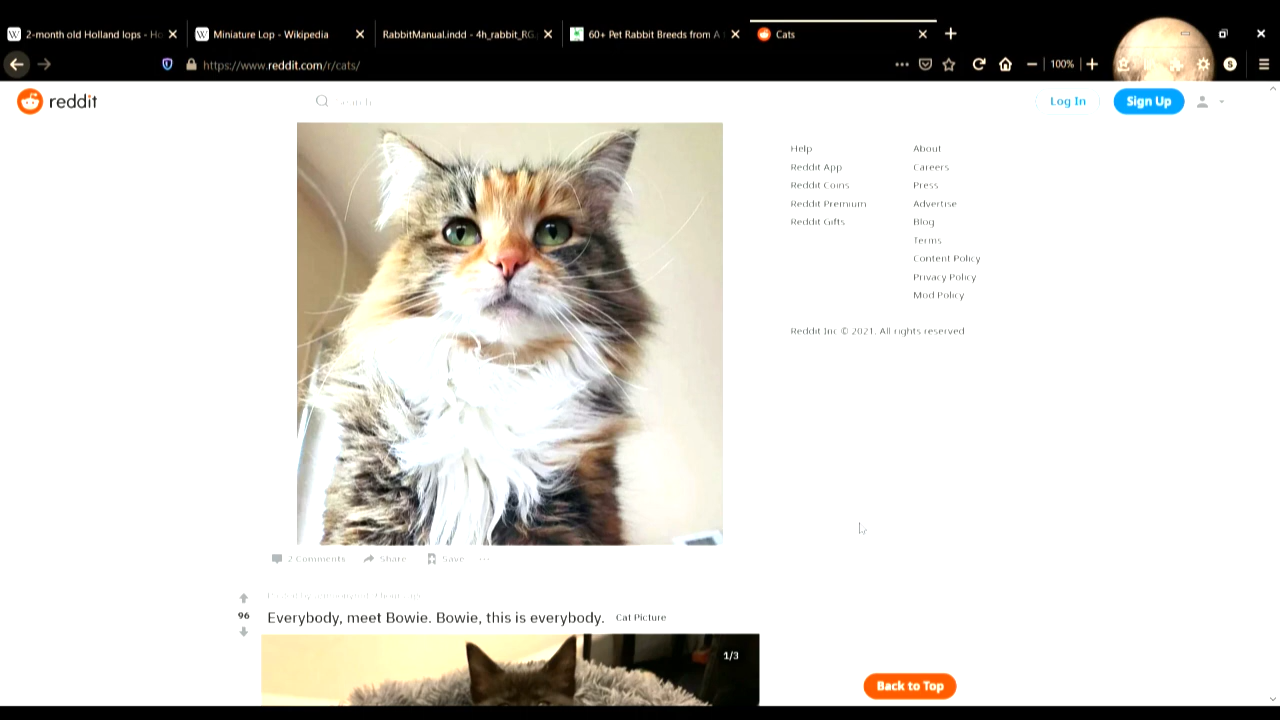 2-month old Holland lops - Ho
Miniature Lop - Wikipedia
RabbitManual.indd - 4h_rabbit_RG.
60+ Pet Rabbit Breeds from A
Cats
https://www.reddit.com/r/cats/
100%
S
reddit
Search
Log In
Sign Up
Help
About
Reddit App
Careers
Reddit Coins
Press
Reddit Premium
Advertise
Reddit Gifts
Blog
Terms
Content Policy
Privacy Policy
Mod Policy
Reddit Inc © 2021. All rights reserved
2 Comments
Share
Save
96
Everybody, meet Bowie. Bowie, this is everybody.
Cat Picture
1/3
Back to Top